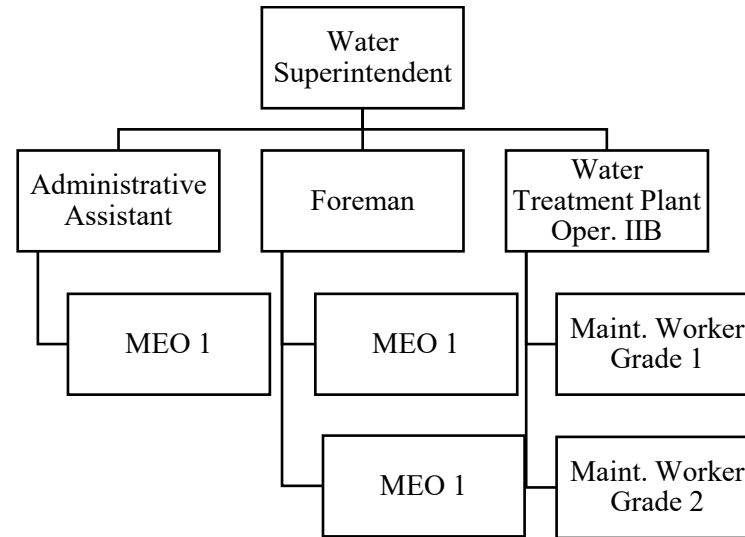 Water
Superintendent
Administrative
Assistant
Foreman
Water
Treatment Plant
Oper. IIB
MEO 1
MEO 1
Maint. Worker
Grade 1
MEO 1
Maint. Worker
Grade 2